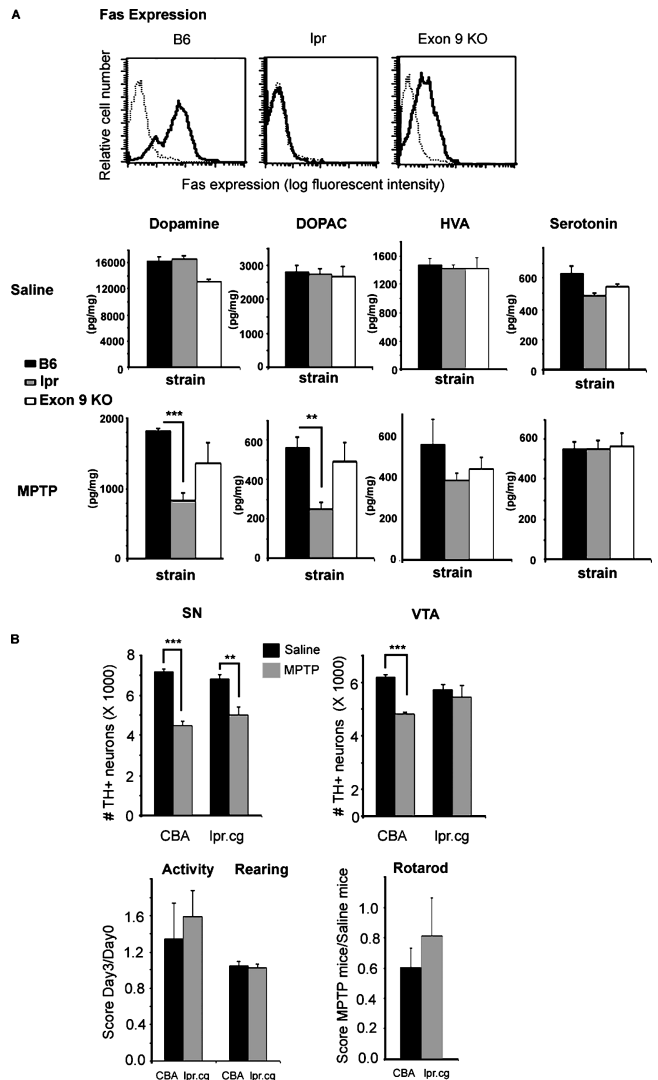 A
Fas Expression
B6 lpr Exon 9 KO
Relative cell number
Fas expression (log fluorescent intensity)
Dopamine DOPAC HVA Serotonin
Saline
(pg/mg) (pg/mg) (pg/mg) (pg/mg)
16000 3000 1600 600
12000 2000 1200 400
8000 1000 800 200
4000 0 400 0
0 0
strain strain strain strain
B6
lpr
Exon 9 KO
MPTP
(pg/mg) (pg/mg) (pg/mg) (pg/mg)
*** **
2000 600 600 600
1000 400 400 400
0 200 200 200
0 0 0
strain strain strain strain
B
SN VTA
Saline
MPTP
*** ** ***
# TH+ neurons (X 1000) # TH+ neurons (X 1000)
8 6
6 4
4 2
2 0
0
CBA lpr.cg CBA lpr.cg
Activity Rearing Rotarod
Score Day3/Day0 Score MPTP mice/Saline mice
1.6 1.0
1.2 0.8
0.8 0.6
0.4 0.4
0.0 0.2
0.0
CBA lpr.cg CBA lpr.cg CBA lpr.cg